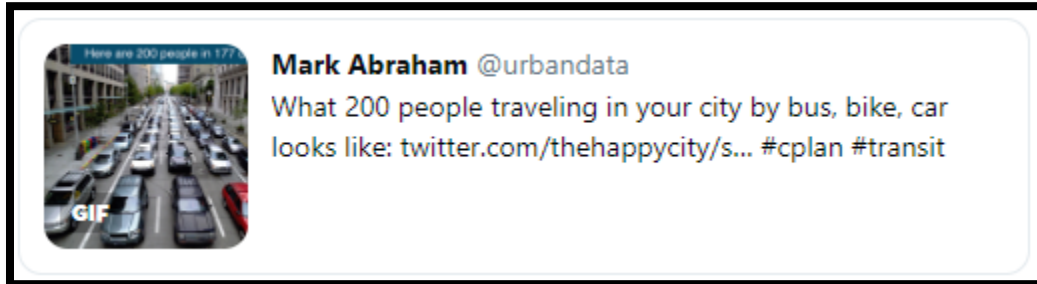 Here are 200 people in 177
Mark Abraham @urbandata
What 200 people traveling in your city by bus, bike, car
looks like: twitter.com/thehappycity/s... #cplan #transit
GIF